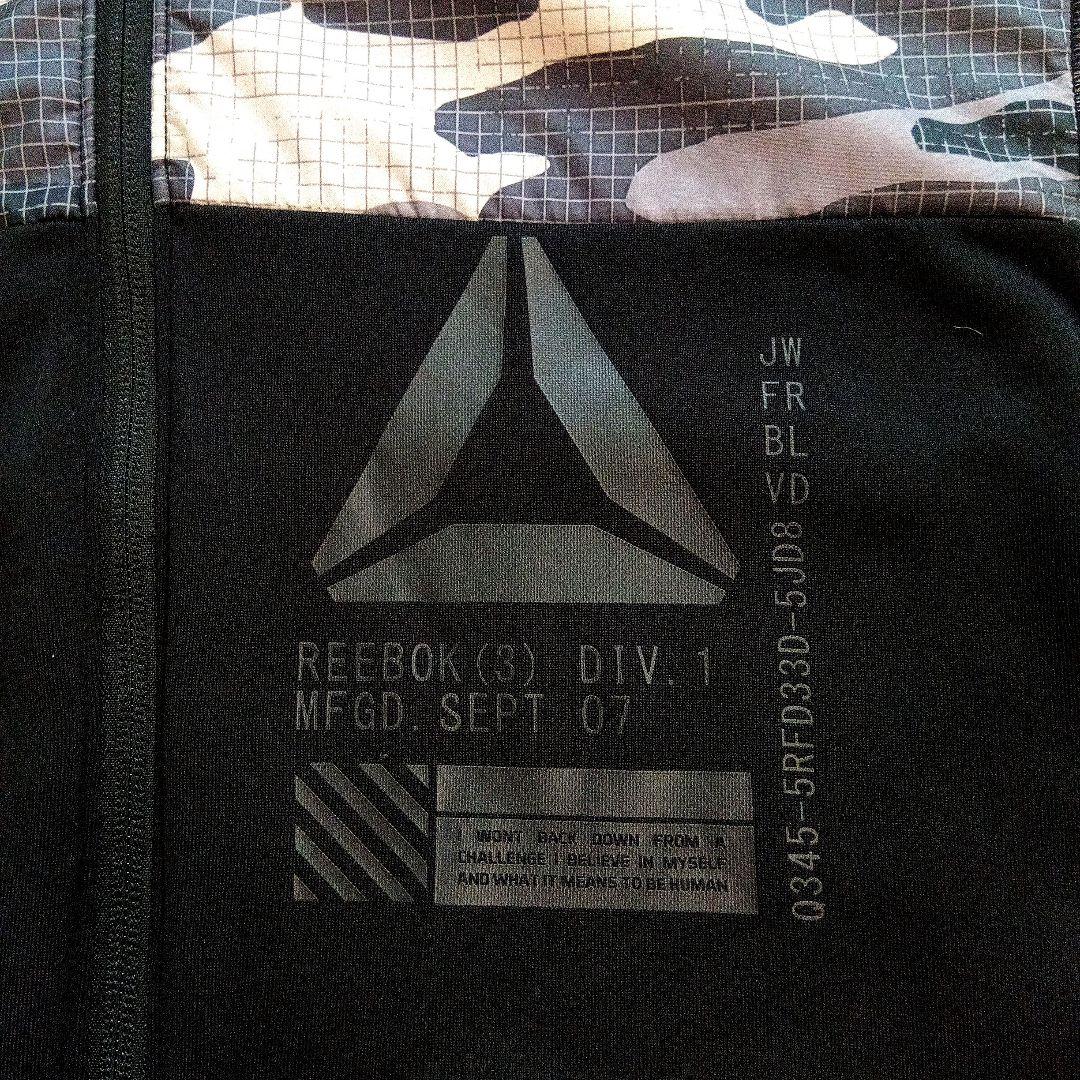 JW
FR
BL
VD
Q345-5RFD33D-5JD8
REEBOK(S) DIV. 1
MFGD. SEPT 07
I WONT BACK DOWN FROM A
CHALLENGE I BELIEVE IN MYSELF
AND WHAT IT MEANS TO BE HUMAN